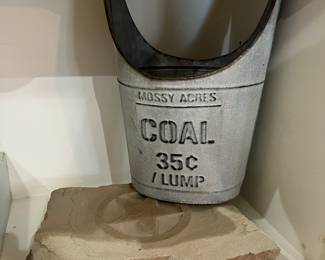 MOSSY ACRES
COAL
35¢
/ LUMP